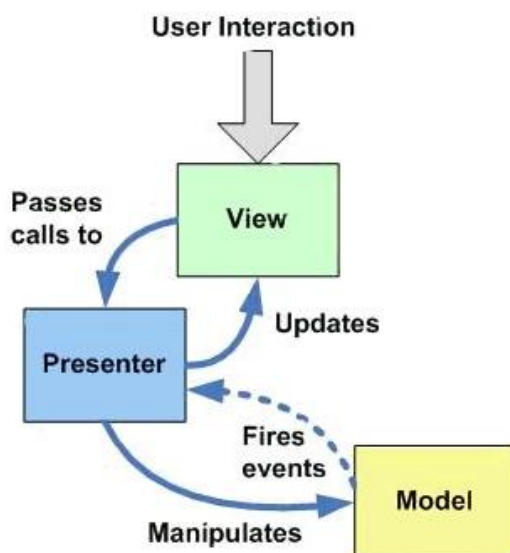 User Interaction
Passes
calls to
View
Updates
Presenter
Fires
events
Model
Manipulates